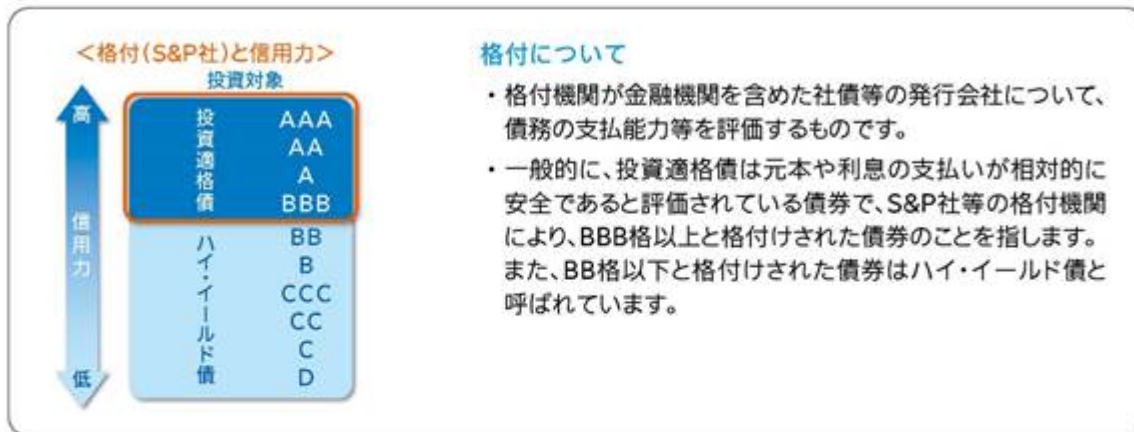 ＜格付(S&P社)と信用力＞
投資対象
高
信用力
低
投資適格債
AAA
AA
A
BBB
ハイ・イールド債
BB
B
CCC
CC
C
D
格付について
・格付機関が金融機関を含めた社債等の発行会社について、
債務の支払能力等を評価するものです。
・一般的に、投資適格債は元本や利息の支払いが相対的に
安全であると評価されている債券で、S&P社等の格付機関
により、BBB格以上と格付けされた債券のことを指します。
また、BB格以下と格付けされた債券はハイ・イールド債と
呼ばれています。